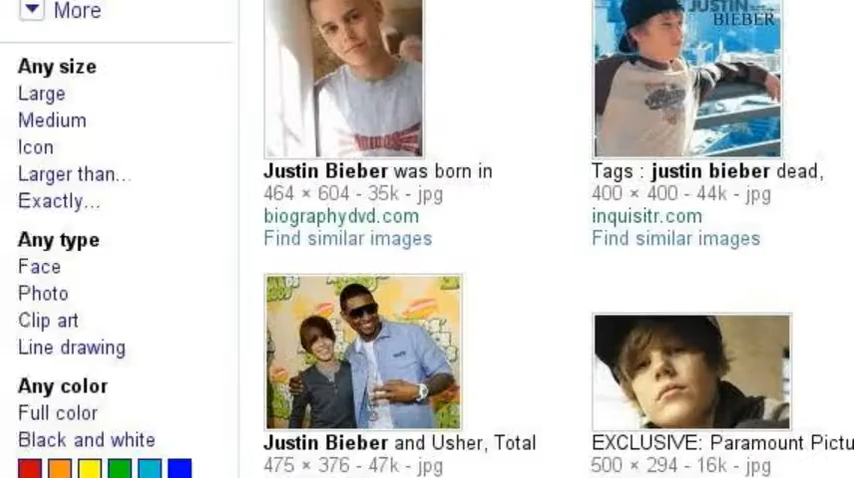 More
Any size
Large
Medium
Icon
Larger than...
Exactly...
Any type
Face
Photo
Clip art
Line drawing
Any color
Full color
Black and white
JUSTIN
BIEBER
Justin Bieber was born in
464 × 604 - 35k - jpg
biographydvd.com
Find similar images
Tags : justin bieber dead,
400 × 400 - 44k - jpg
inquisitr.com
Find similar images
Justin Bieber and Usher, Total
475 × 376 - 47k - jpg
EXCLUSIVE: Paramount Pictu
500 × 294 - 16k - jpg